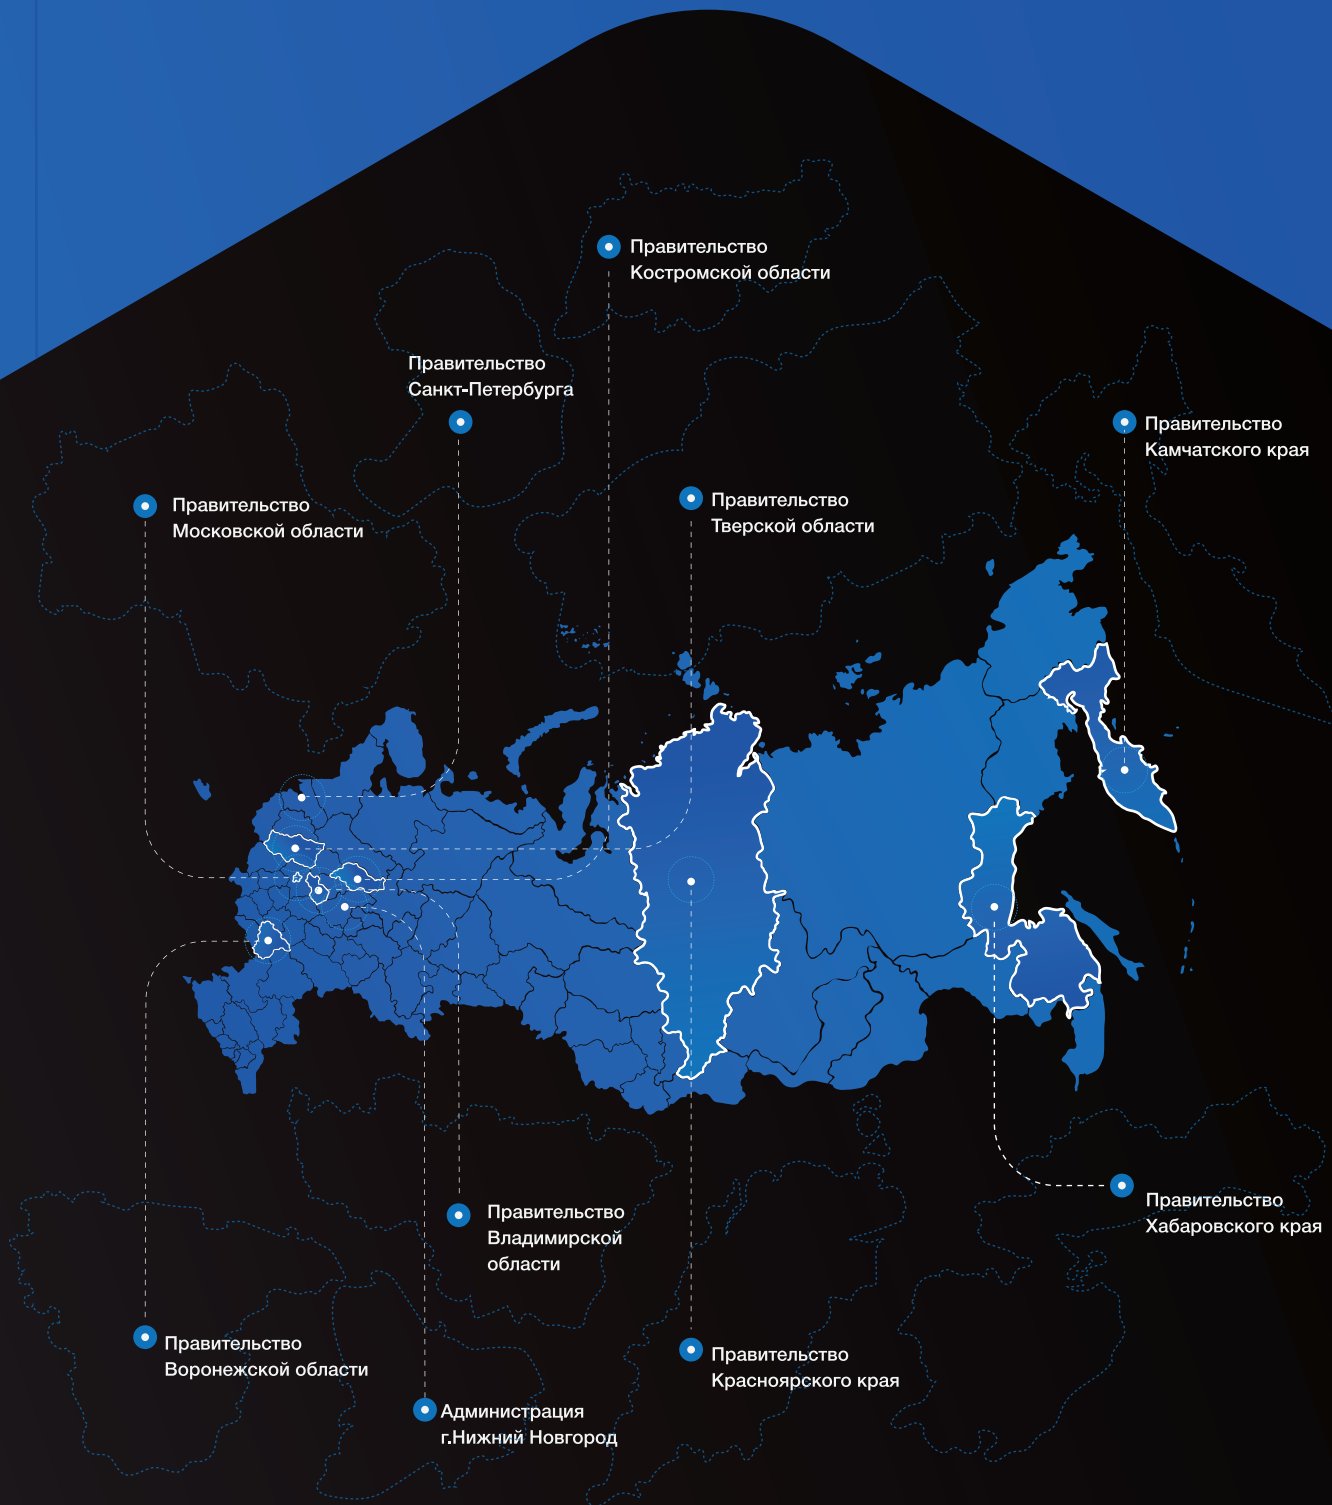 Правительство
Костромской области
Правительство
Санкт-Петербурга
Правительство
Камчатского края
Правительство
Московской области
Правительство
Тверской области
Правительство
Хабаровского края
Правительство
Владимирской
области
Правительство
Воронежской области
Правительство
Красноярского края
Администрация
г.Нижний Новгород